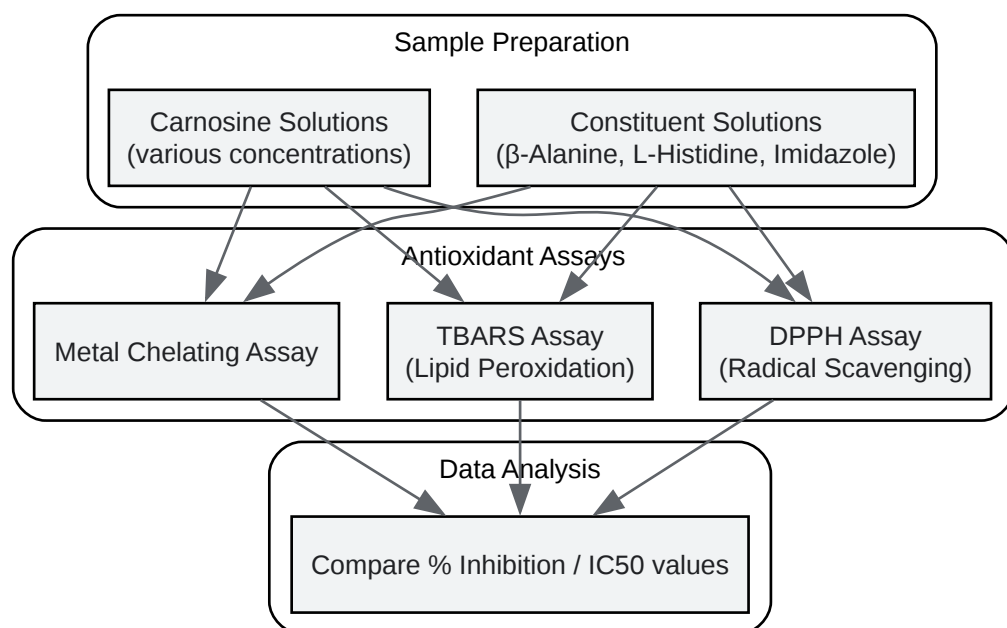 Sample Preparation
Carnosine Solutions
(various concentrations)
Constituent Solutions
(β-Alanine, L-Histidine, Imidazole)
Antioxidant Assays
Metal Chelating Assay
TBARS Assay
(Lipid Peroxidation)
DPPH Assay
(Radical Scavenging)
Data Analysis
Compare % Inhibition / IC50 values